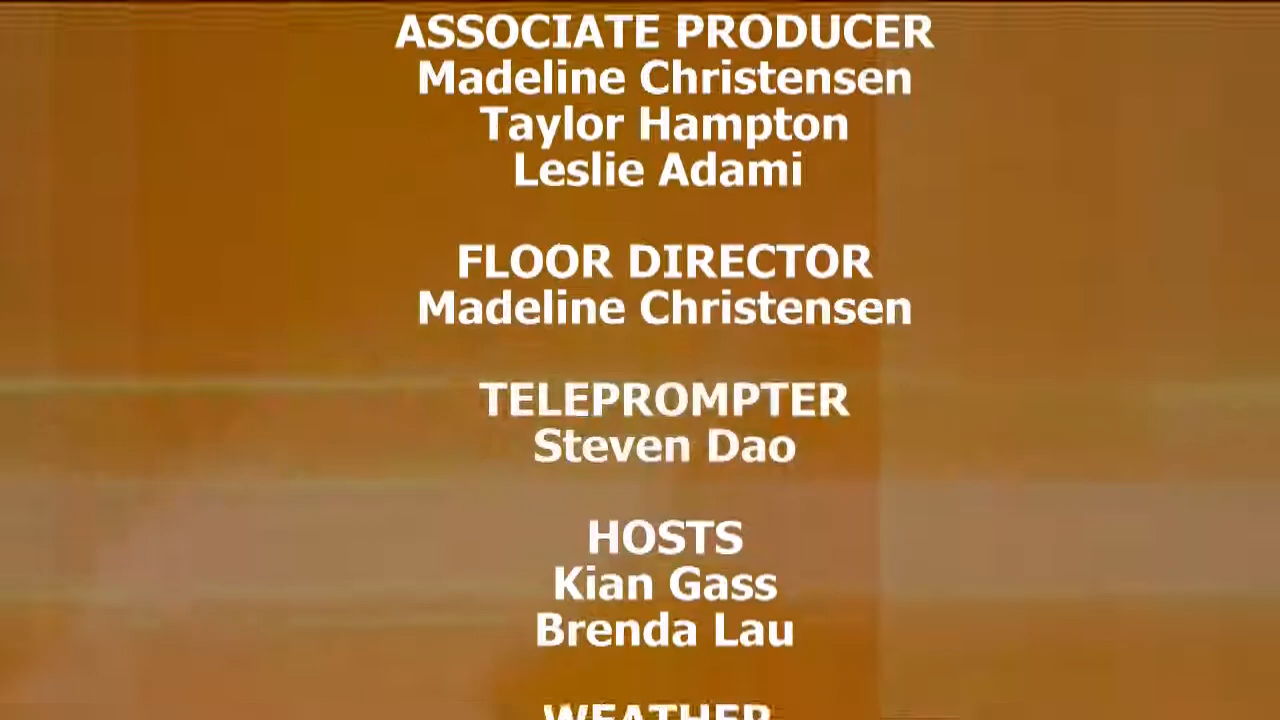 ASSOCIATE PRODUCER
Madeline Christensen
Taylor Hampton
Leslie Adami
FLOOR DIRECTOR
Madeline Christensen
TELEPROMPTER
Steven Dao
HOSTS
Kian Gass
Brenda Lau
WEATHER